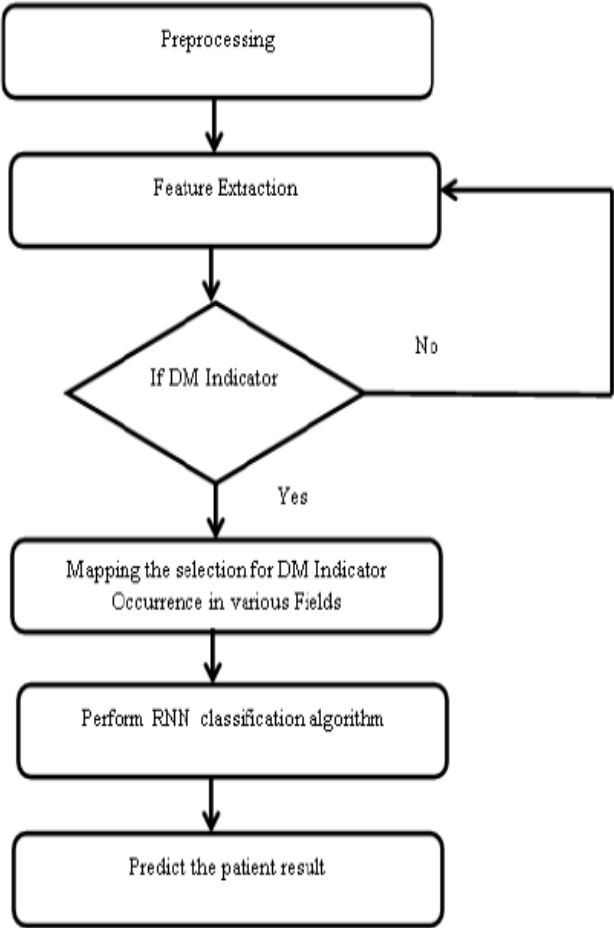 Preprocessing
Feature Extraction
No
If DM Indicator
Yes
Mapping the selection for DM Indicator
Occurrence in various Fields
Perform RNN classification algorithm
Predict the patient result